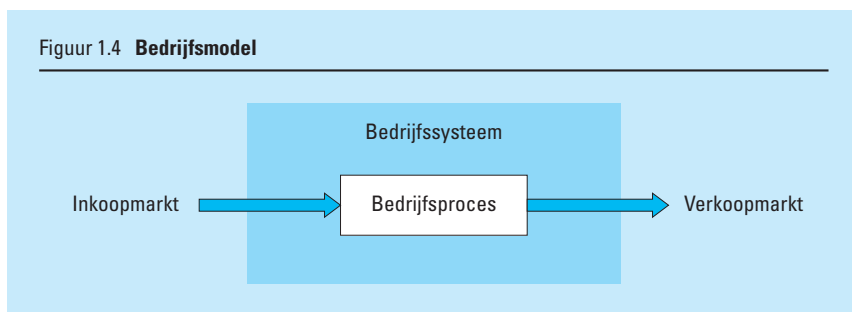 Figuur 1.4 Bedrijfsmodel
Bedrijfssysteem
Inkoopmarkt
Bedrijfsproces
Verkoopmarkt